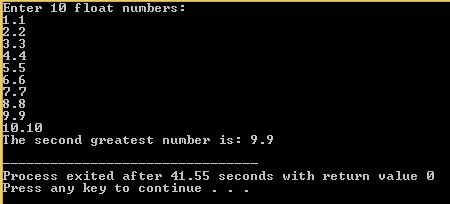 Enter 10 float numbers:
1.1
2.2
3.3
4.4
5.5
6.6
7.7
8.8
9.9
10.10
The second greatest number is: 9.9
--------------------------------
Process exited after 41.55 seconds with return value 0
Press any key to continue . . .